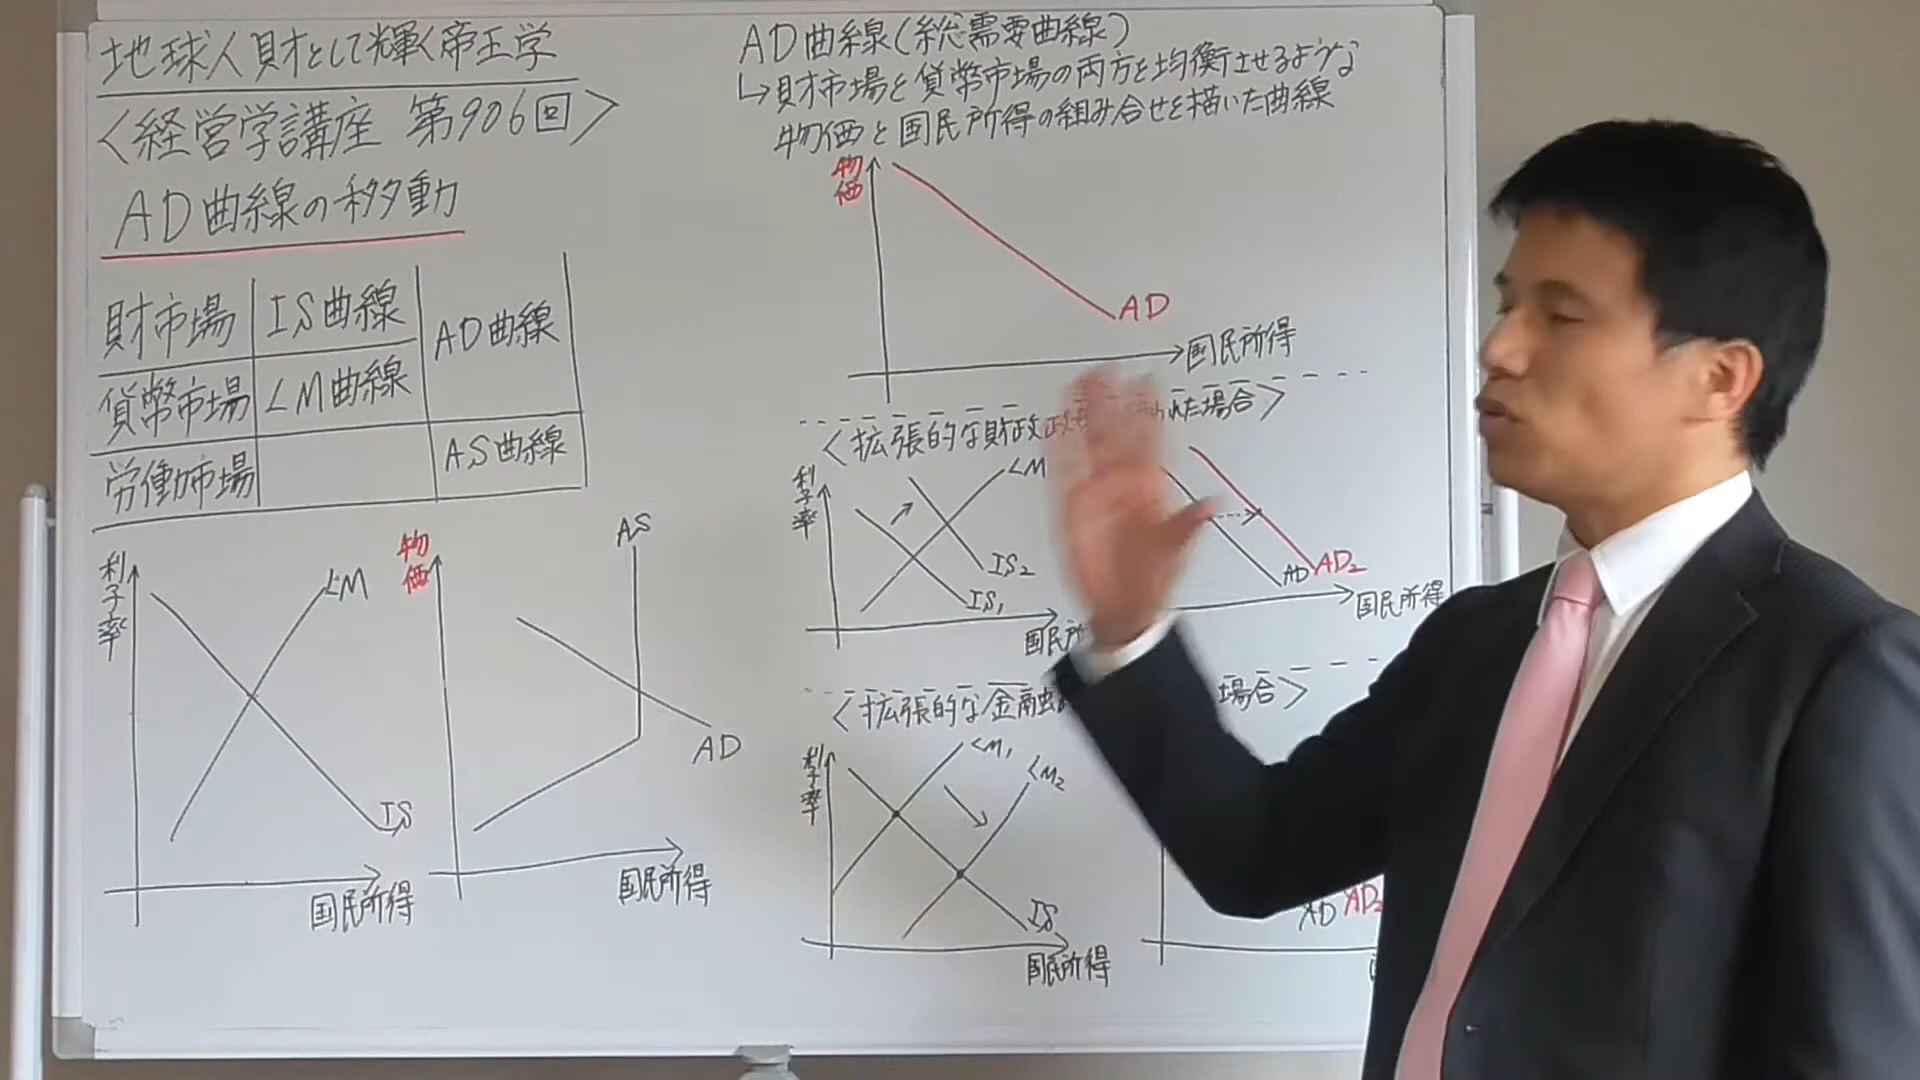 地球人財として輝く帝王学
<経営学講座 第906回>
AD曲線の移動
財市場 IS曲線 AD曲線
貨幣市場 LM曲線
労働市場 AS曲線
利子率
LM
IS
国民所得
物価
AS
AD
国民所得
AD曲線(総需要曲線)
↳財市場と貨幣市場の両方を均衡させるような
物価と国民所得の組み合せを描いた曲線
物価
AD
国民所得
<拡張的な財政政 われた場合>
利子率
LM
IS₂
IS₁
国民所
AD
AD₂
国民所得
<拡張的な金融 場合>
利子率
LM₁
LM₂
IS
国民所得
AD
AD₂